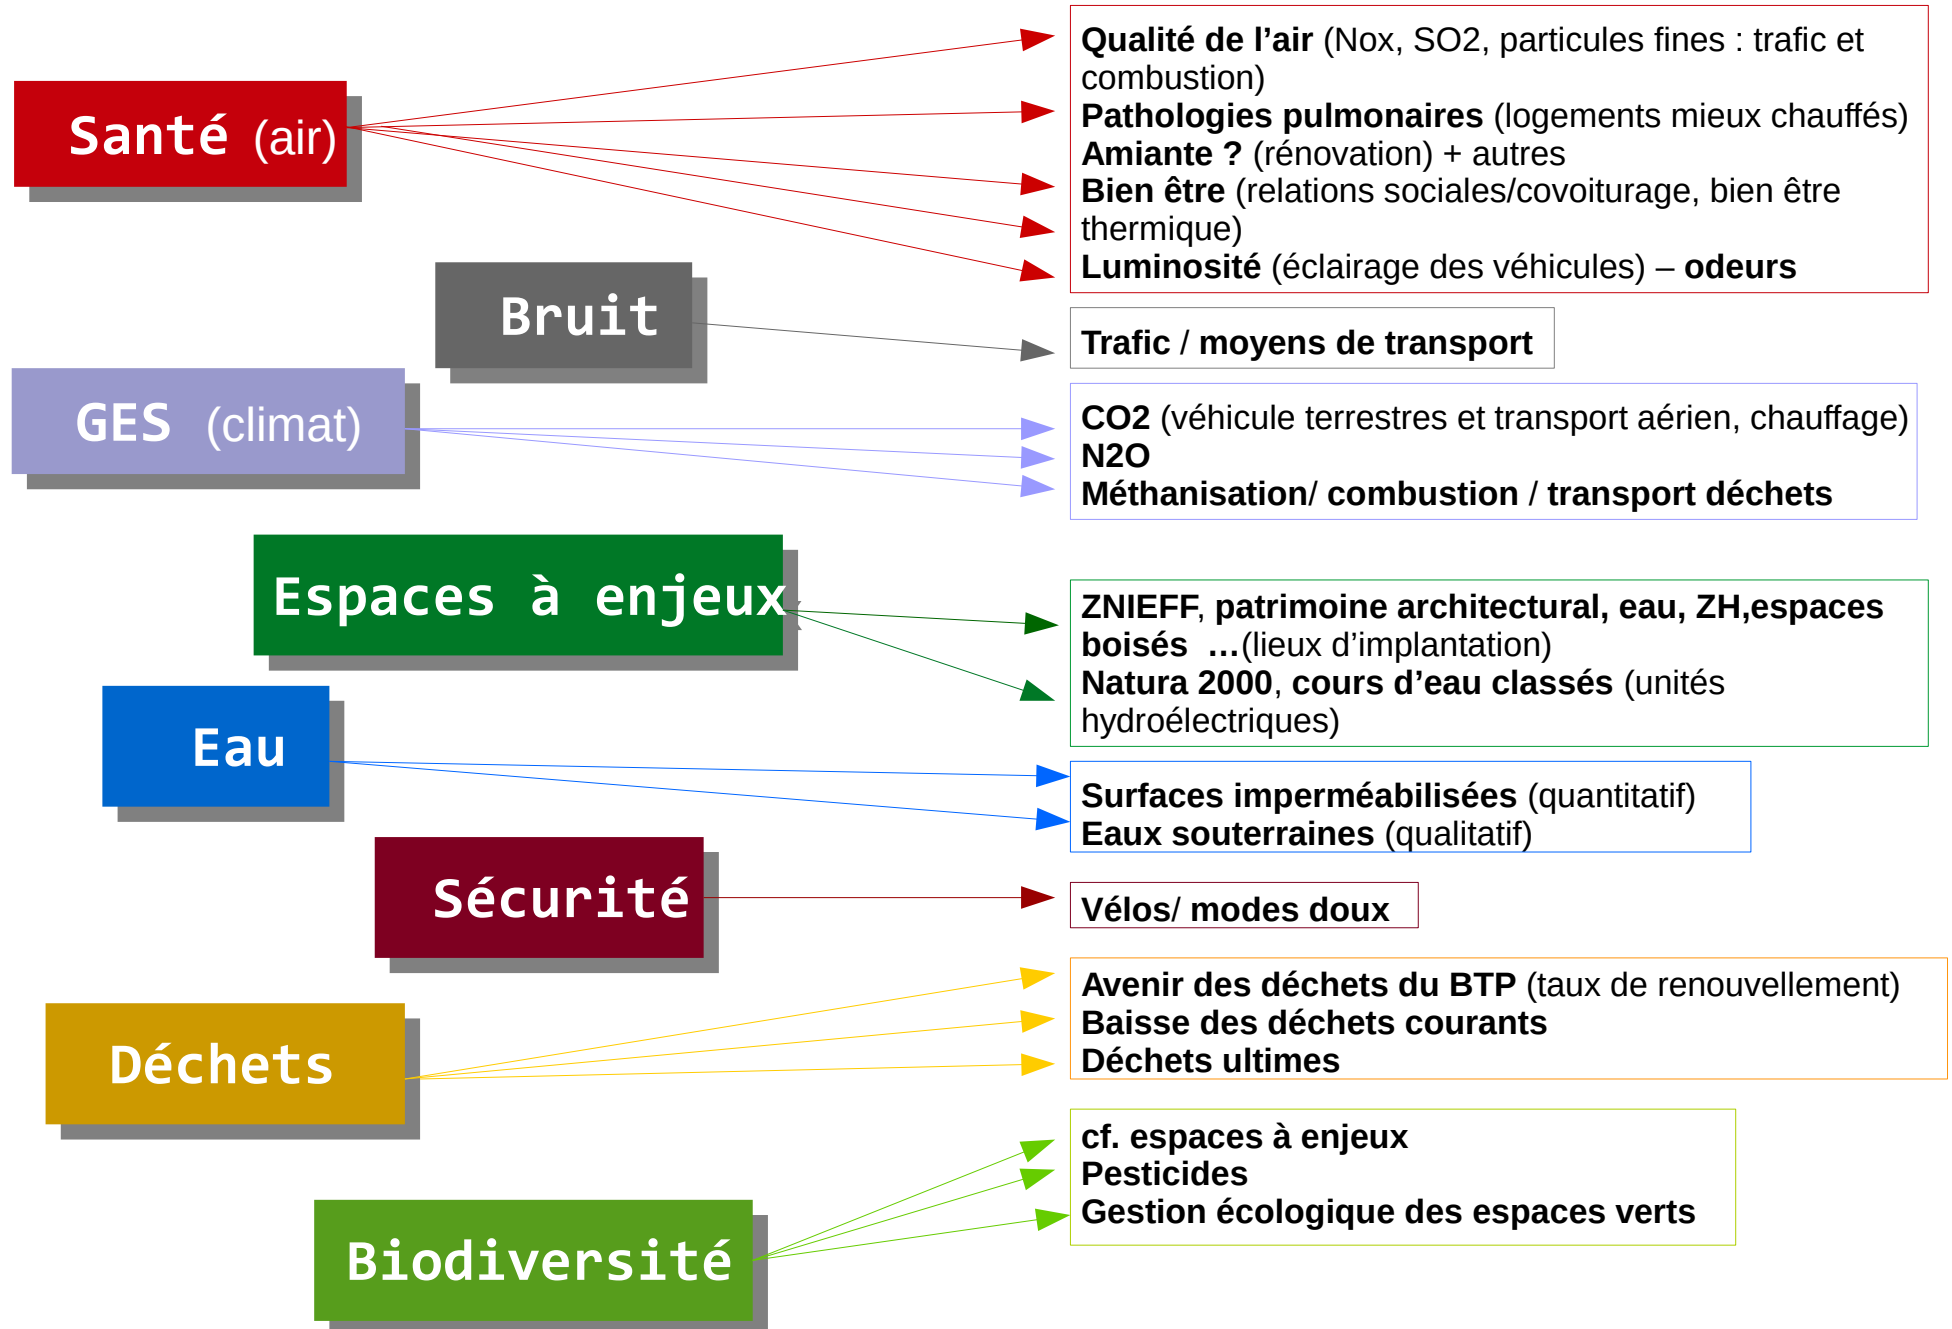 Santé (air)
Qualité de l’air (Nox, SO2, particules fines : trafic et
combustion)
Pathologies pulmonaires (logements mieux chauffés)
Amiante ? (rénovation) + autres
Bien être (relations sociales/covoiturage, bien être
thermique)
Luminosité (éclairage des véhicules) – odeurs
Bruit
Trafic / moyens de transport
GES (climat)
CO2 (véhicule terrestres et transport aérien, chauffage)
N2O
Méthanisation/ combustion / transport déchets
Espaces à enjeux
ZNIEFF, patrimoine architectural, eau, ZH,espaces
boisés …(lieux d’implantation)
Natura 2000, cours d’eau classés (unités
hydroélectriques)
Eau
Surfaces imperméabilisées (quantitatif)
Eaux souterraines (qualitatif)
Sécurité
Vélos/ modes doux
Déchets
Avenir des déchets du BTP (taux de renouvellement)
Baisse des déchets courants
Déchets ultimes
Biodiversité
cf. espaces à enjeux
Pesticides
Gestion écologique des espaces verts